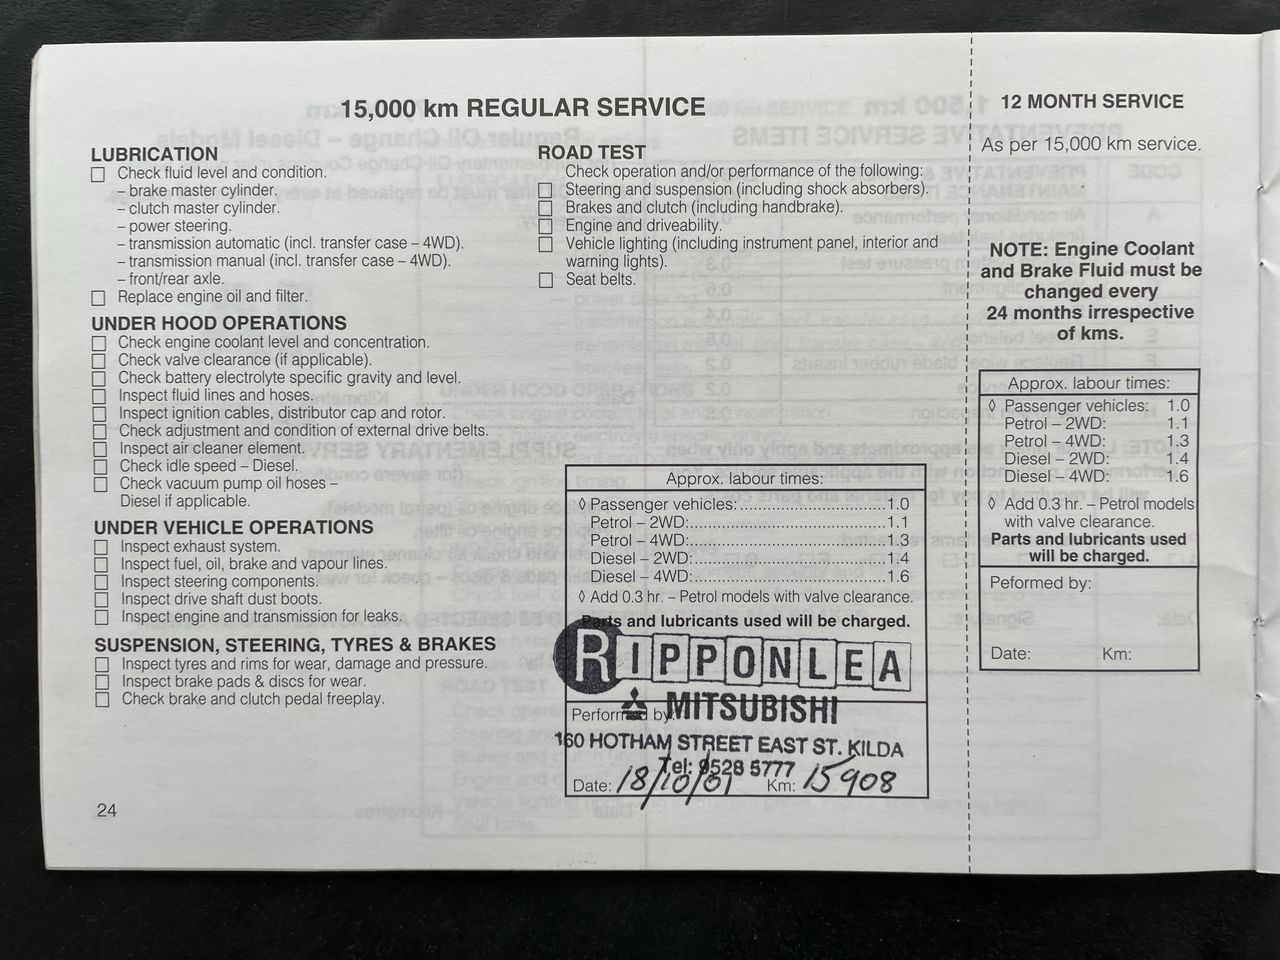 15,000 km REGULAR SERVICE
LUBRICATION
Check fluid level and condition.
– brake master cylinder.
– clutch master cylinder.
– power steering.
– transmission automatic (incl. transfer case – 4WD).
– transmission manual (incl. transfer case – 4WD).
– front/rear axle.
Replace engine oil and filter.
UNDER HOOD OPERATIONS
Check engine coolant level and concentration.
Check valve clearance (if applicable).
Check battery electrolyte specific gravity and level.
Inspect fluid lines and hoses.
Inspect ignition cables, distributor cap and rotor.
Check adjustment and condition of external drive belts.
Inspect air cleaner element.
Check idle speed – Diesel.
Check vacuum pump oil hoses –
Diesel if applicable.
UNDER VEHICLE OPERATIONS
Inspect exhaust system.
Inspect fuel, oil, brake and vapour lines.
Inspect steering components.
Inspect drive shaft dust boots.
Inspect engine and transmission for leaks.
SUSPENSION, STEERING, TYRES & BRAKES
Inspect tyres and rims for wear, damage and pressure.
Inspect brake pads & discs for wear.
Check brake and clutch pedal freeplay.
24
ROAD TEST
Check operation and/or performance of the following:
Steering and suspension (including shock absorbers).
Brakes and clutch (including handbrake).
Engine and driveability.
Vehicle lighting (including instrument panel, interior and
warning lights).
Seat belts.
Approx. labour times:
◊ Passenger vehicles:................................1.0
Petrol – 2WD:..........................................1.1
Petrol – 4WD:..........................................1.3
Diesel – 2WD:..........................................1.4
Diesel – 4WD:..........................................1.6
◊ Add 0.3 hr. – Petrol models with valve clearance.
Parts and lubricants used will be charged.
RIPPONLEA
MITSUBISHI
Performed by:
160 HOTHAM STREET EAST ST. KILDA
Tel: 9528 5777
Date: 18/10/01 Km: 15908
12 MONTH SERVICE
As per 15,000 km service.
NOTE: Engine Coolant
and Brake Fluid must be
changed every
24 months irrespective
of kms.
Approx. labour times:
◊ Passenger vehicles: 1.0
Petrol – 2WD: 1.1
Petrol – 4WD: 1.3
Diesel – 2WD: 1.4
Diesel – 4WD: 1.6
◊ Add 0.3 hr. – Petrol models
with valve clearance.
Parts and lubricants used
will be charged.
Peformed by:
Date: Km: